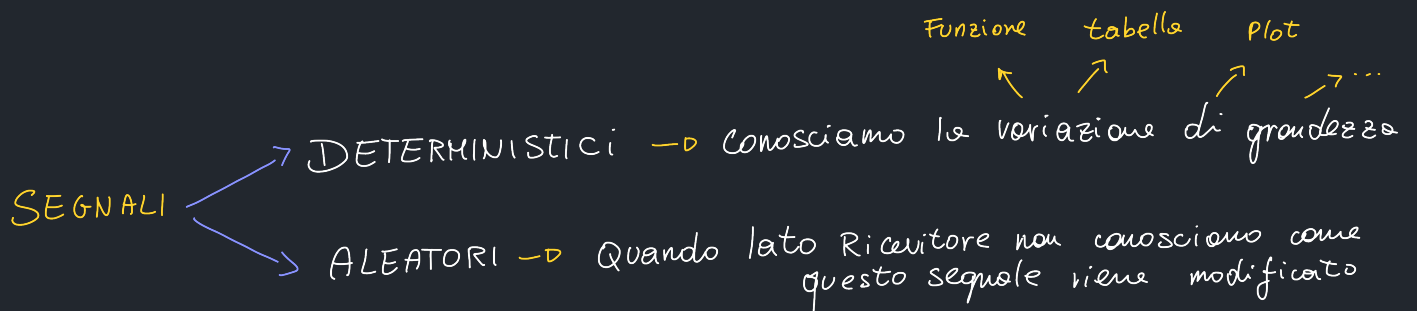 Funzione tabella Plot
...
DETERMINISTICI → conosciamo la variazione di grandezza
SEGNALI
ALEATORI → Quando lato Ricevitore non conosciamo come
questo segnale viene modificato